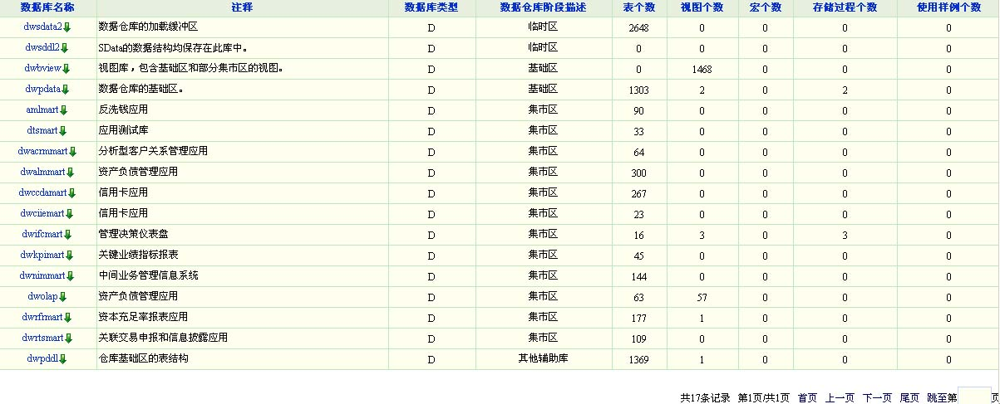 数据库名称 注释 数据库类型 数据仓库阶段描述 表个数 视图个数 宏个数 存储过程个数 使用样例个数
dwsdata2 数据仓库的加载缓冲区 D 临时区 2648 0 0 0 0
dwsddl2 SData的数据结构均保存在此库中。 D 临时区 0 0 0 0 0
dwbview 视图库，包含基础区和部分集市区的视图。 D 基础区 0 1468 0 0 0
dwpdata 数据仓库的基础区。 D 基础区 1303 2 0 2 0
amlmart 反洗钱应用 D 集市区 90 0 0 0 0
dtsmart 应用测试库 D 集市区 33 0 0 0 0
dwacrmmart 分析型客户关系管理应用 D 集市区 64 0 0 0 0
dwalmmart 资产负债管理应用 D 集市区 300 0 0 0 0
dwccdamart 信用卡应用 D 集市区 267 0 0 0 0
dwciiemart 信用卡应用 D 集市区 23 0 0 0 0
dwifcmart 管理决策仪表盘 D 集市区 16 3 0 3 0
dwkpimart 关键业绩指标报表 D 集市区 45 0 0 0 0
dwnimmart 中间业务管理信息系统 D 集市区 144 0 0 0 0
dwolap 资产负债管理应用 D 集市区 63 57 0 0 0
dwrfrmart 资本充足率报表应用 D 集市区 177 1 0 0 0
dwrtsmart 关联交易申报和信息披露应用 D 集市区 109 0 0 0 0
dwpddl 仓库基础区的表结构 D 其他辅助库 1369 1 0 0 0
共17条记录 第1页/共1页 首页 上一页 下一页 尾页 跳至第 页